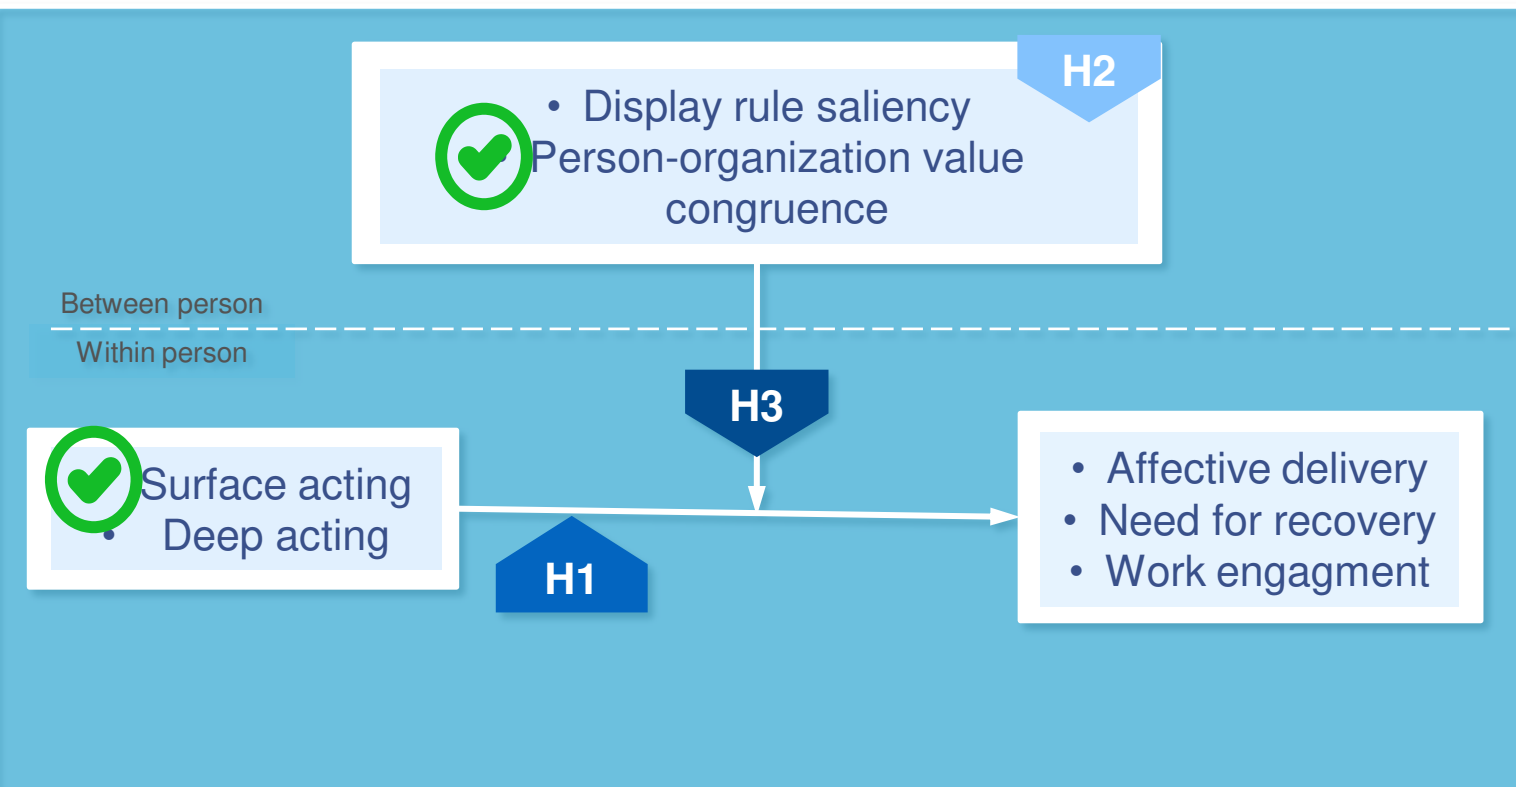 H2
• Display rule saliency
• Person-organization value
congruence
Between person
Within person
H3
Surface acting
• Deep acting
H1
• Affective delivery
• Need for recovery
• Work engagment